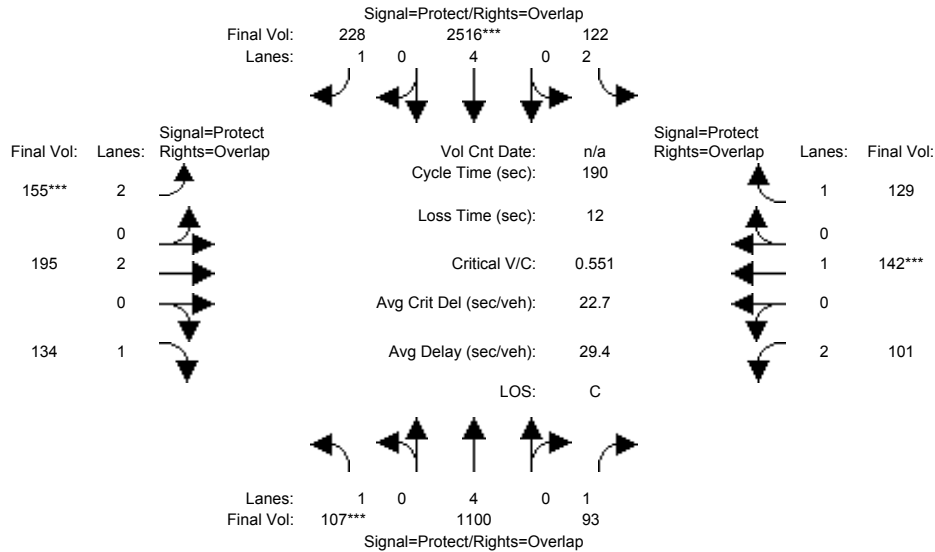 Signal=Protect/Rights=Overlap
Final Vol: 228 2516*** 122
Lanes: 1 0 4 0 2
Signal=Protect
Final Vol: Lanes: Rights=Overlap
Vol Cnt Date: n/a
Signal=Protect
Rights=Overlap Lanes: Final Vol:
Cycle Time (sec): 190
155*** 2
1 129
Loss Time (sec): 12
0
0
195 2
Critical V/C: 0.551
1 142***
0
Avg Crit Del (sec/veh): 22.7
0
134 1
Avg Delay (sec/veh): 29.4
2 101
LOS: C
Lanes: 1 0 4 0 1
Final Vol: 107*** 1100 93
Signal=Protect/Rights=Overlap